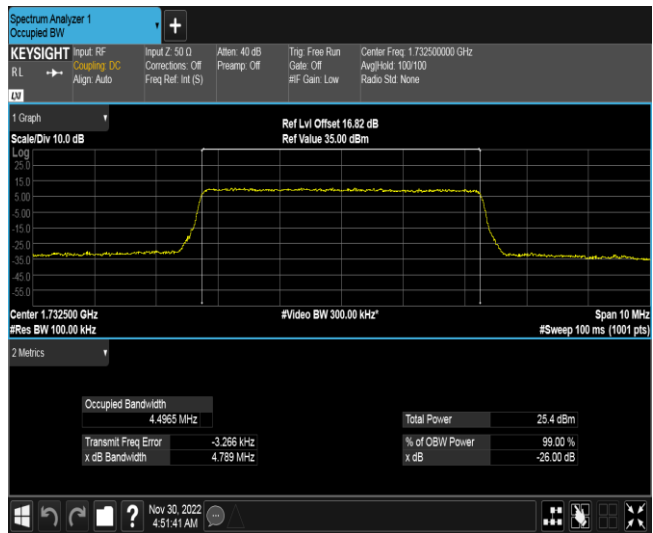 Spectrum Analyzer 1
Occupied BW
+
KEYSIGHT
RL
LXI
Input: RF
Coupling: DC
Align: Auto
Input Z: 50 Ω
Corrections: Off
Freq Ref: Int (S)
Atten: 40 dB
Preamp: Off
Trig: Free Run
Gate: Off
#IF Gain: Low
Center Freq: 1.732500000 GHz
Avg|Hold: 100/100
Radio Std: None
1 Graph
Scale/Div 10.0 dB
Ref Lvl Offset 16.82 dB
Ref Value 35.00 dBm
Log
25.0
15.0
5.00
-5.00
-15.0
-25.0
-35.0
-45.0
-55.0
Center 1.732500 GHz
#Video BW 300.00 kHz*
Span 10 MHz
#Res BW 100.00 kHz
#Sweep 100 ms (1001 pts)
2 Metrics
Occupied Bandwidth
4.4965 MHz
Total Power 25.4 dBm
Transmit Freq Error -3.266 kHz
% of OBW Power 99.00 %
x dB Bandwidth 4.789 MHz
x dB -26.00 dB
?
Nov 30, 2022
4:51:41 AM